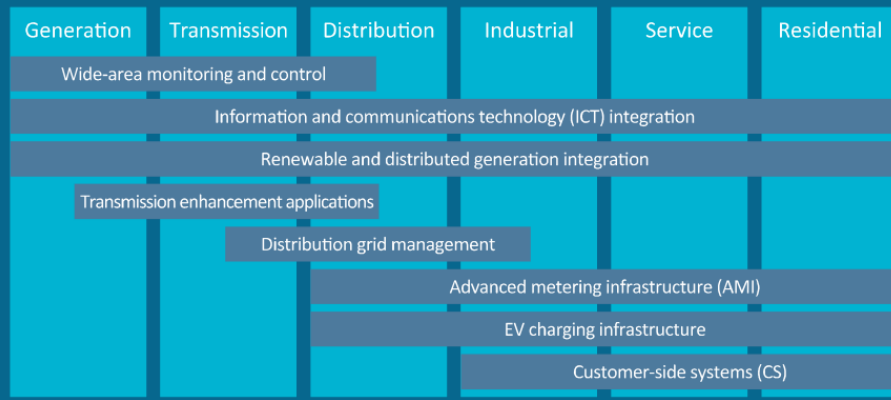 Generation Transmission Distribution Industrial Service Residential
Wide-area monitoring and control
Information and communications technology (ICT) integration
Renewable and distributed generation integration
Transmission enhancement applications
Distribution grid management
Advanced metering infrastructure (AMI)
EV charging infrastructure
Customer-side systems (CS)